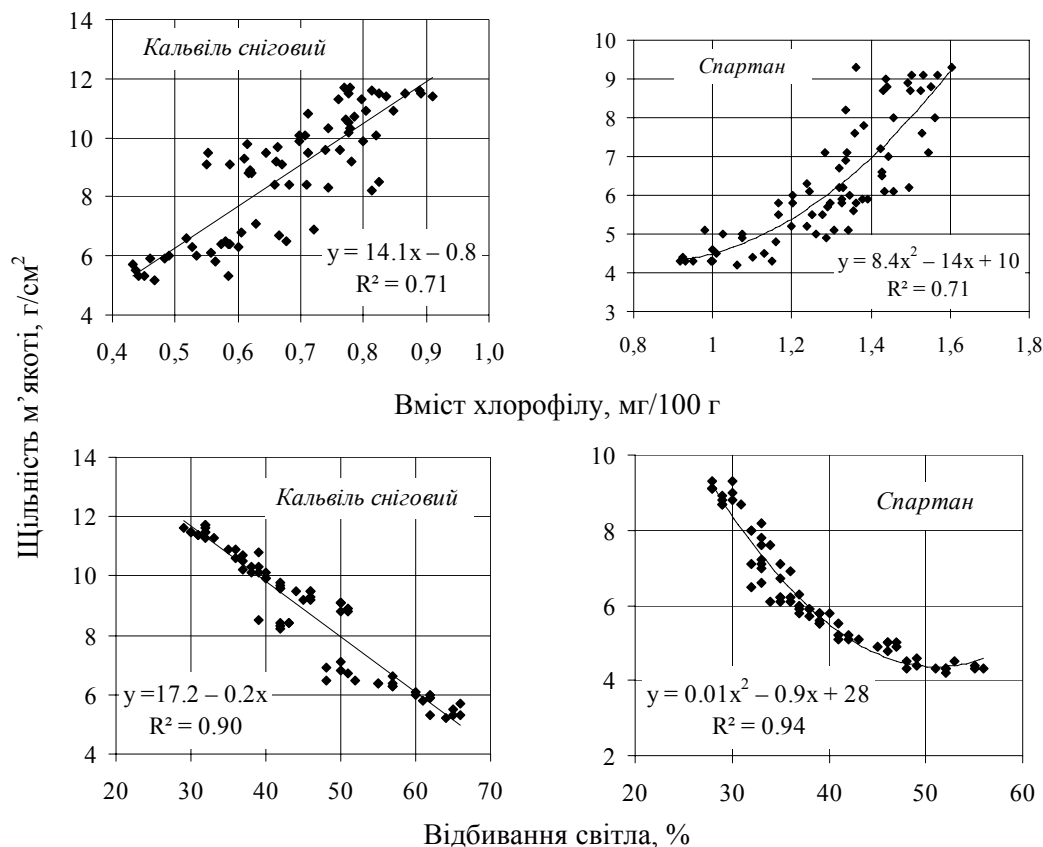 Щільність м’якоті, г/см²
14
12
10
8
6
4
Кальвіль сніговий
y = 14.1x – 0.8
R² = 0.71
0,4 0,5 0,6 0,7 0,8 0,9 1,0
10
9
8
7
6
5
4
3
Спартан
y = 8.4x² – 14x + 10
R² = 0.71
0,8 1 1,2 1,4 1,6 1,8
Вміст хлорофілу, мг/100 г
14
12
10
8
6
4
Кальвіль сніговий
y =17.2 – 0.2x
R² = 0.90
20 30 40 50 60 70
10
8
6
4
2
Спартан
y = 0.01x² – 0.9x + 28
R² = 0.94
20 30 40 50 60
Відбивання світла, %